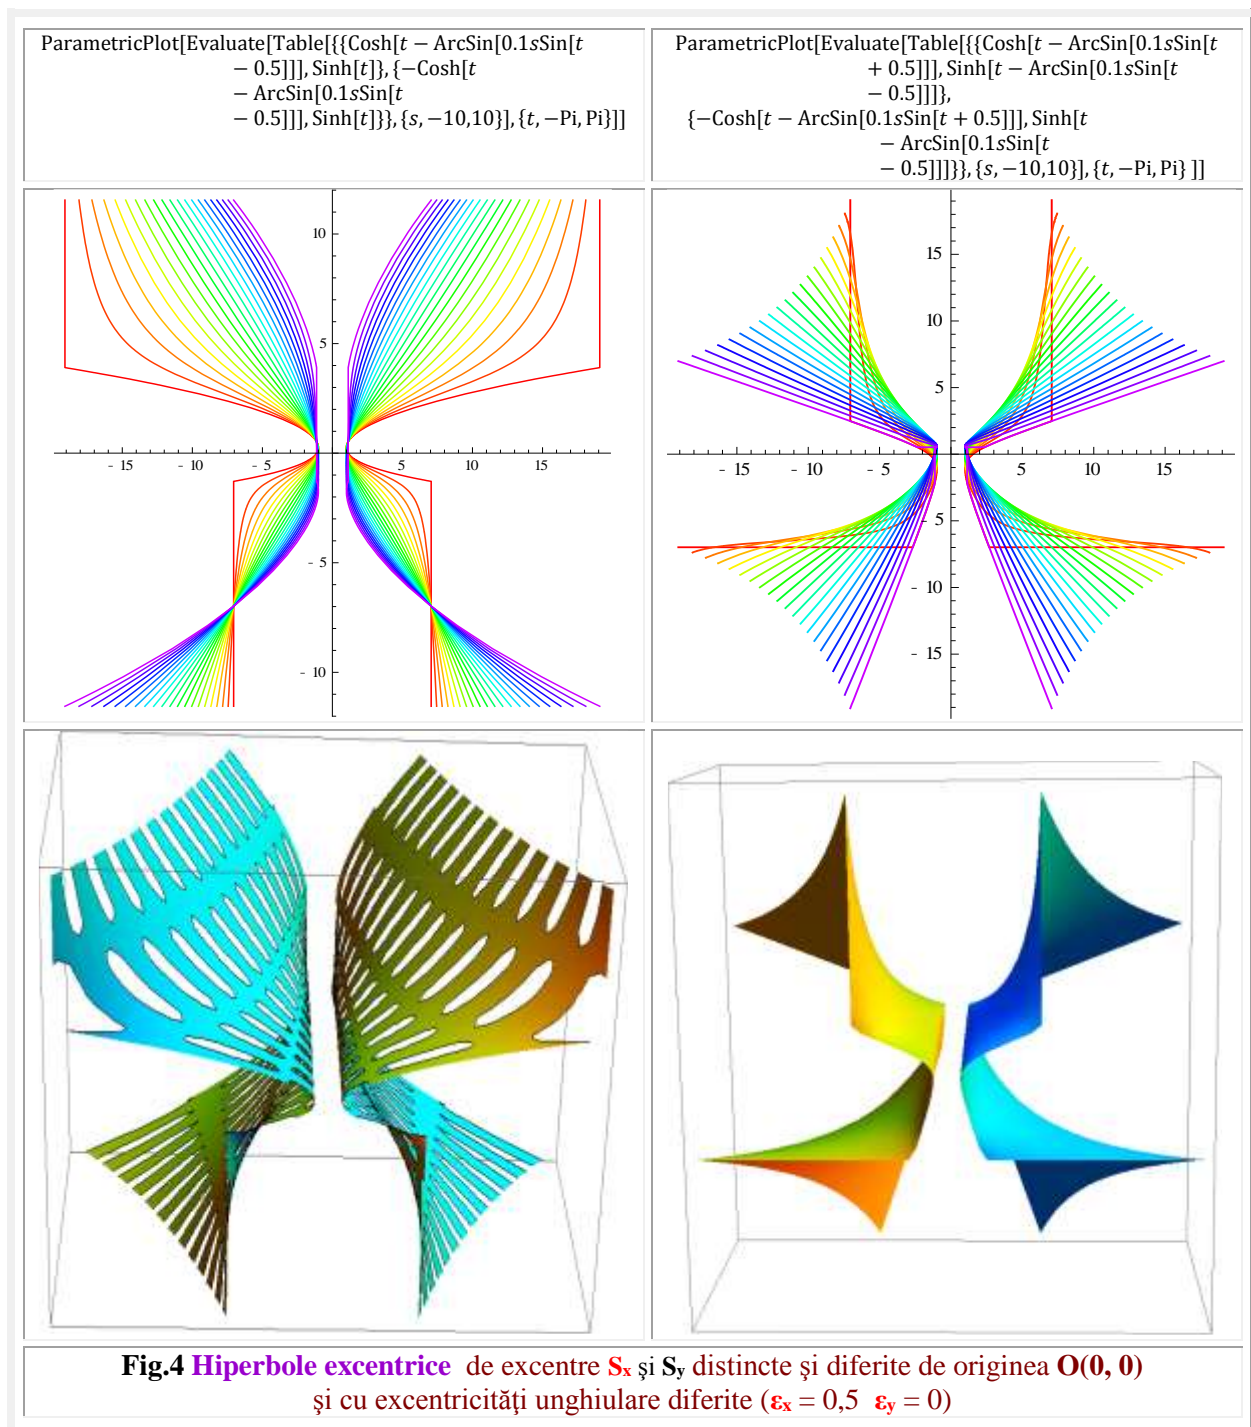 ParametricPlot[Evaluate[Table[{{Cosh[t − ArcSin[0.1sSin[t
− 0.5]]], Sinh[t]}, {−Cosh[t
− ArcSin[0.1sSin[t
− 0.5]]], Sinh[t]}}, {s, −10,10}], {t, −Pi, Pi}]]
ParametricPlot[Evaluate[Table[{{Cosh[t − ArcSin[0.1sSin[t
+ 0.5]]], Sinh[t − ArcSin[0.1sSin[t
− 0.5]]]},
{−Cosh[t − ArcSin[0.1sSin[t + 0.5]]], Sinh[t
− ArcSin[0.1sSin[t
− 0.5]]]}}, {s, −10,10}], {t, −Pi, Pi} ]]
10
5
- 15 - 10 - 5 5 10 15
- 5
- 10
15
10
5
- 15 - 10 - 5 5 10 15
5
- 10
- 15
Fig.4 Hiperbole excentrice de excentre Sx şi Sy distincte şi diferite de originea O(0, 0)
şi cu excentricităţi unghiulare diferite (εx = 0,5 εy = 0)